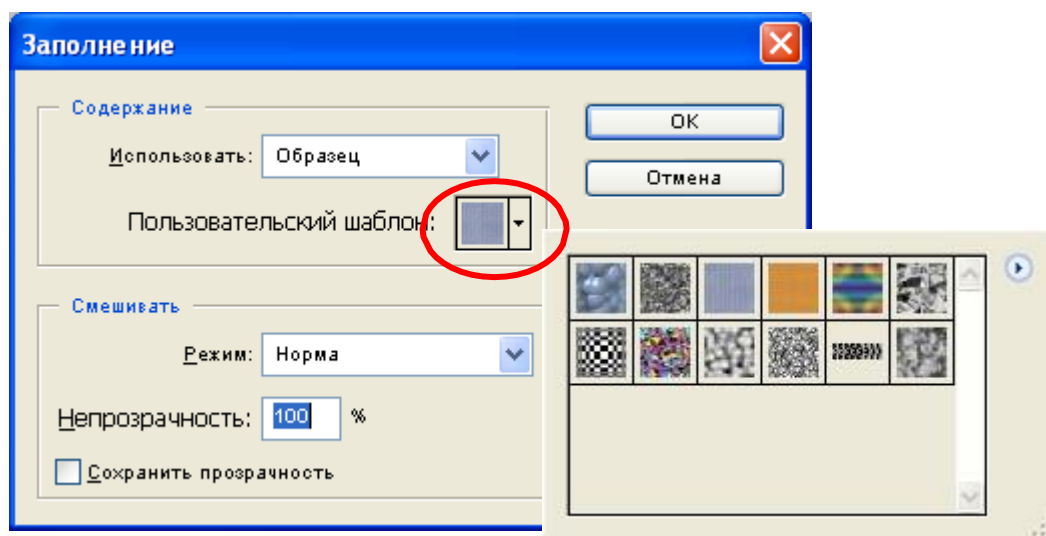 Заполнение
Содержание
Использовать: Образец
Пользовательский шаблон:
OK
Отмена
Смешивать
Режим: Норма
Непрозрачность: 100 %
Сохранить прозрачность